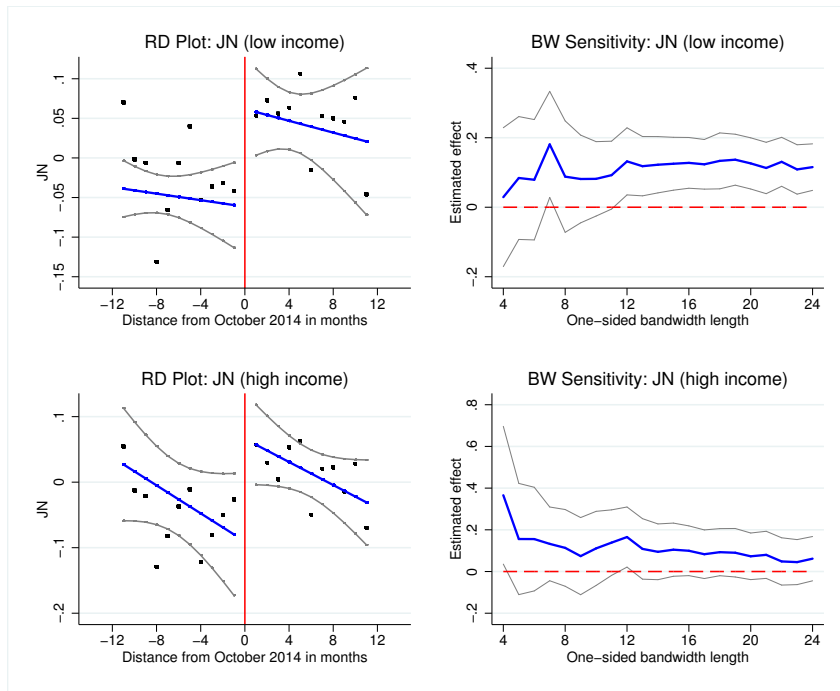 RD Plot: JN (low income)
JN
.1
.05
0
−.05
−.1
−.15
−12 −8 −4 0 4 8 12
Distance from October 2014 in months
BW Sensitivity: JN (low income)
Estimated effect
.4
.2
0
−.2
4 8 12 16 20 24
One−sided bandwidth length
RD Plot: JN (high income)
JN
.1
0
−.1
−.2
−12 −8 −4 0 4 8 12
Distance from October 2014 in months
BW Sensitivity: JN (high income)
Estimated effect
.8
.6
.4
.2
0
−.2
4 8 12 16 20 24
One−sided bandwidth length